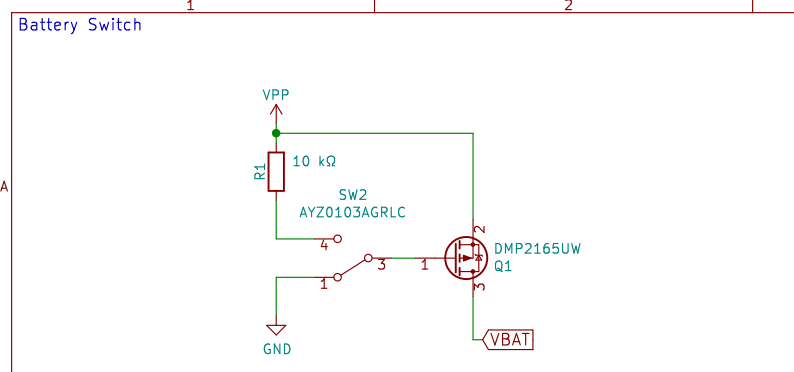 1
2
Battery Switch
VPP
R1
10 kΩ
SW2
AYZ0103AGRLC
A
4
3
1
1
2
DMP2165UW
Q1
3
VBAT
GND